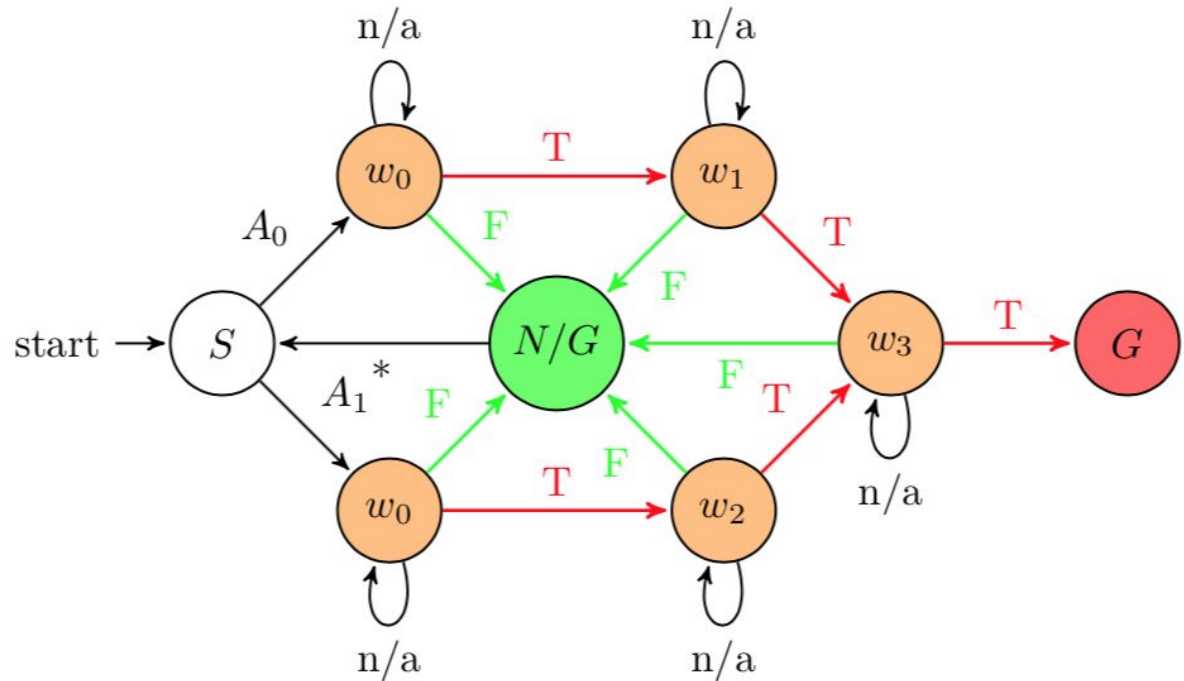 n/a n/a
w₀ T w₁
A₀ F F T
start S N/G w₃ T G
A₁ * F F T
F
w₀ T w₂ n/a
n/a n/a